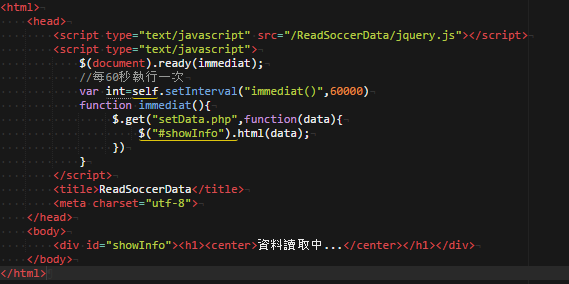 <html>
<head>
<script type="text/javascript" src="/ReadSoccerData/jquery.js"></script>
<script type="text/javascript">
$(document).ready(immediat);
//每60秒執行一次
var int=self.setInterval("immediat()",60000)
function immediat(){
$.get("setData.php",function(data){
$("#showInfo").html(data);
})
}
</script>
<title>ReadSoccerData</title>
<meta charset="utf-8">
</head>
<body>
<div id="showInfo"><h1><center>資料讀取中...</center></h1></div>
</body>
</html>